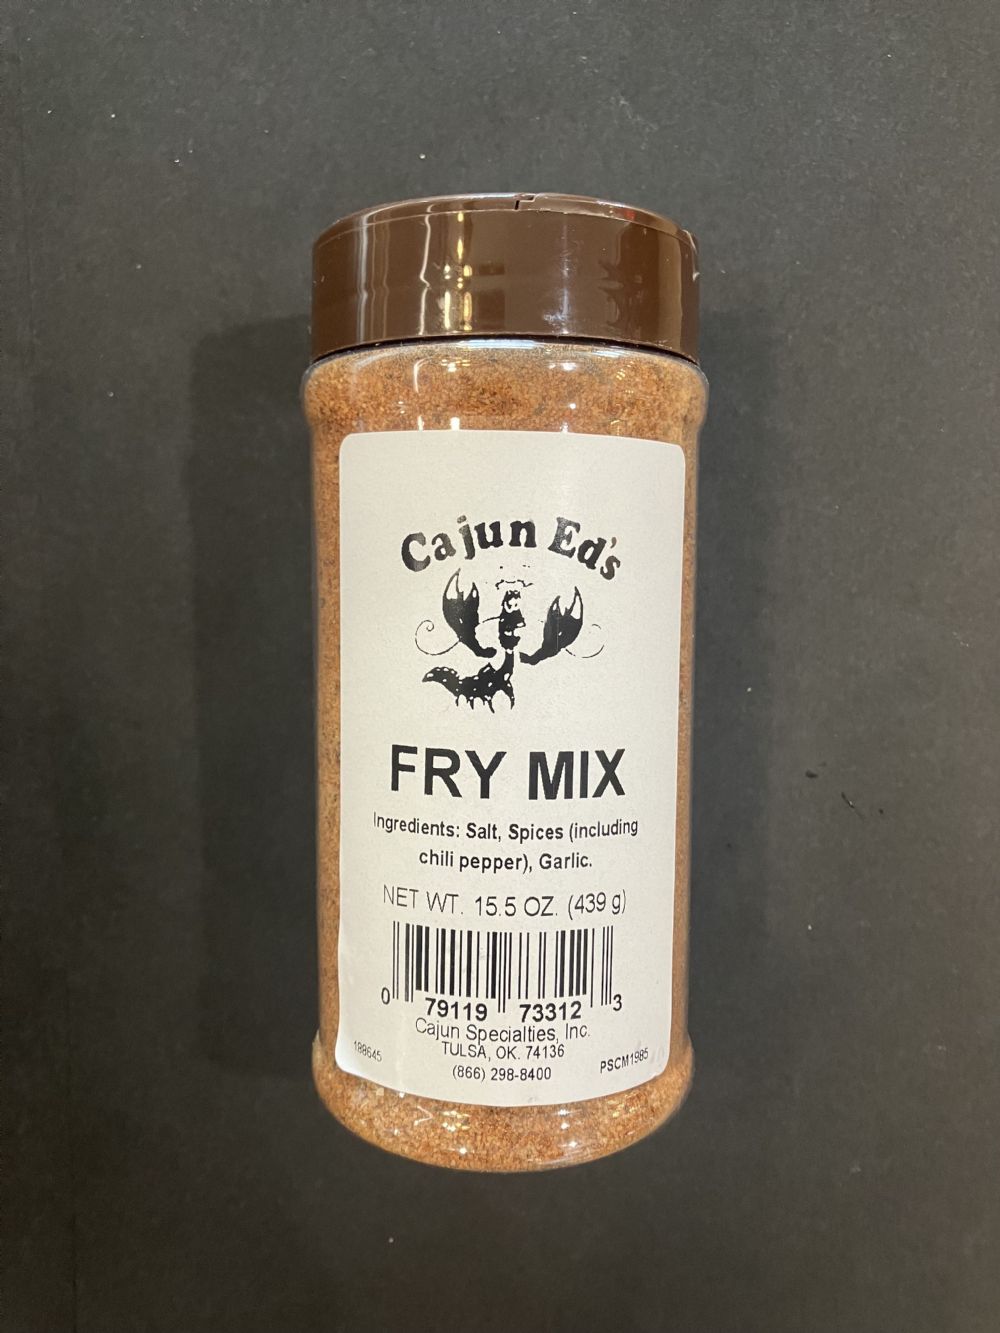 Cajun Ed's
FRY MIX
Ingredients: Salt, Spices (including
chili pepper), Garlic.
NET WT. 15.5 OZ. (439 g)
0 79119 73312 3
Cajun Specialties, Inc.
TULSA, OK. 74136
(866) 298-8400
188645
PSCM1985